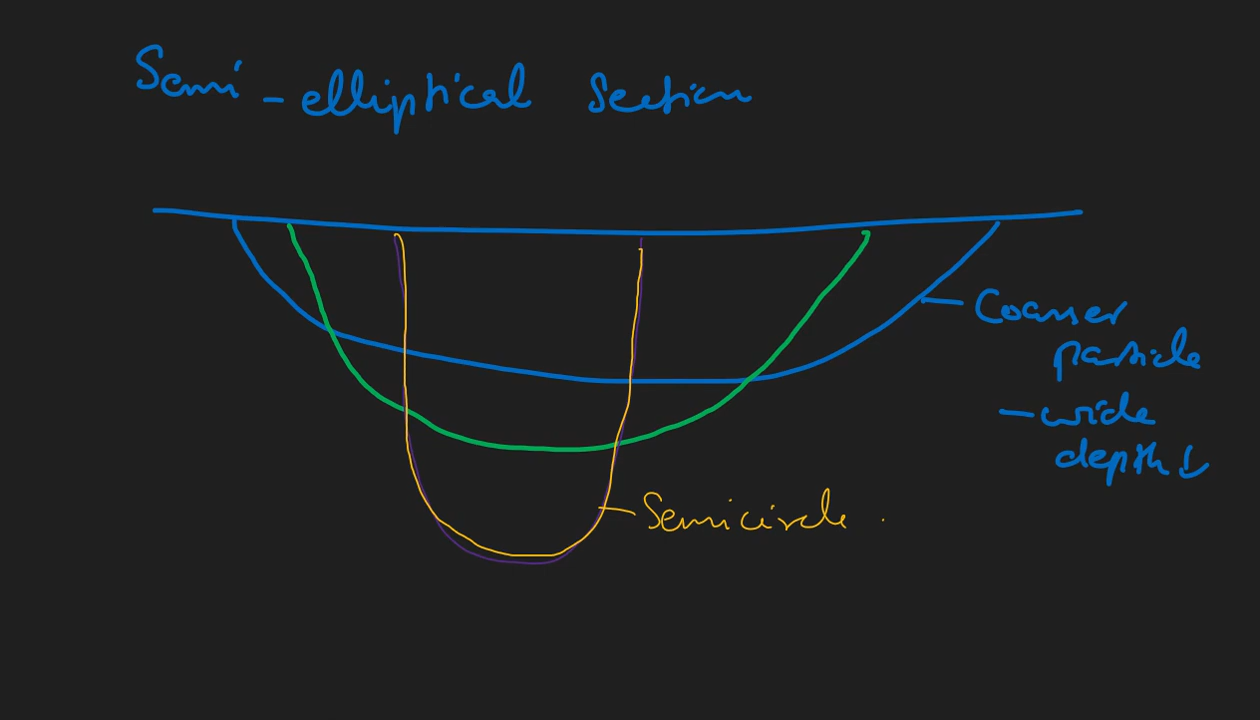 Semi - elliptical Section
Coarser
particle
- wide
depth ↓
Semicircle .